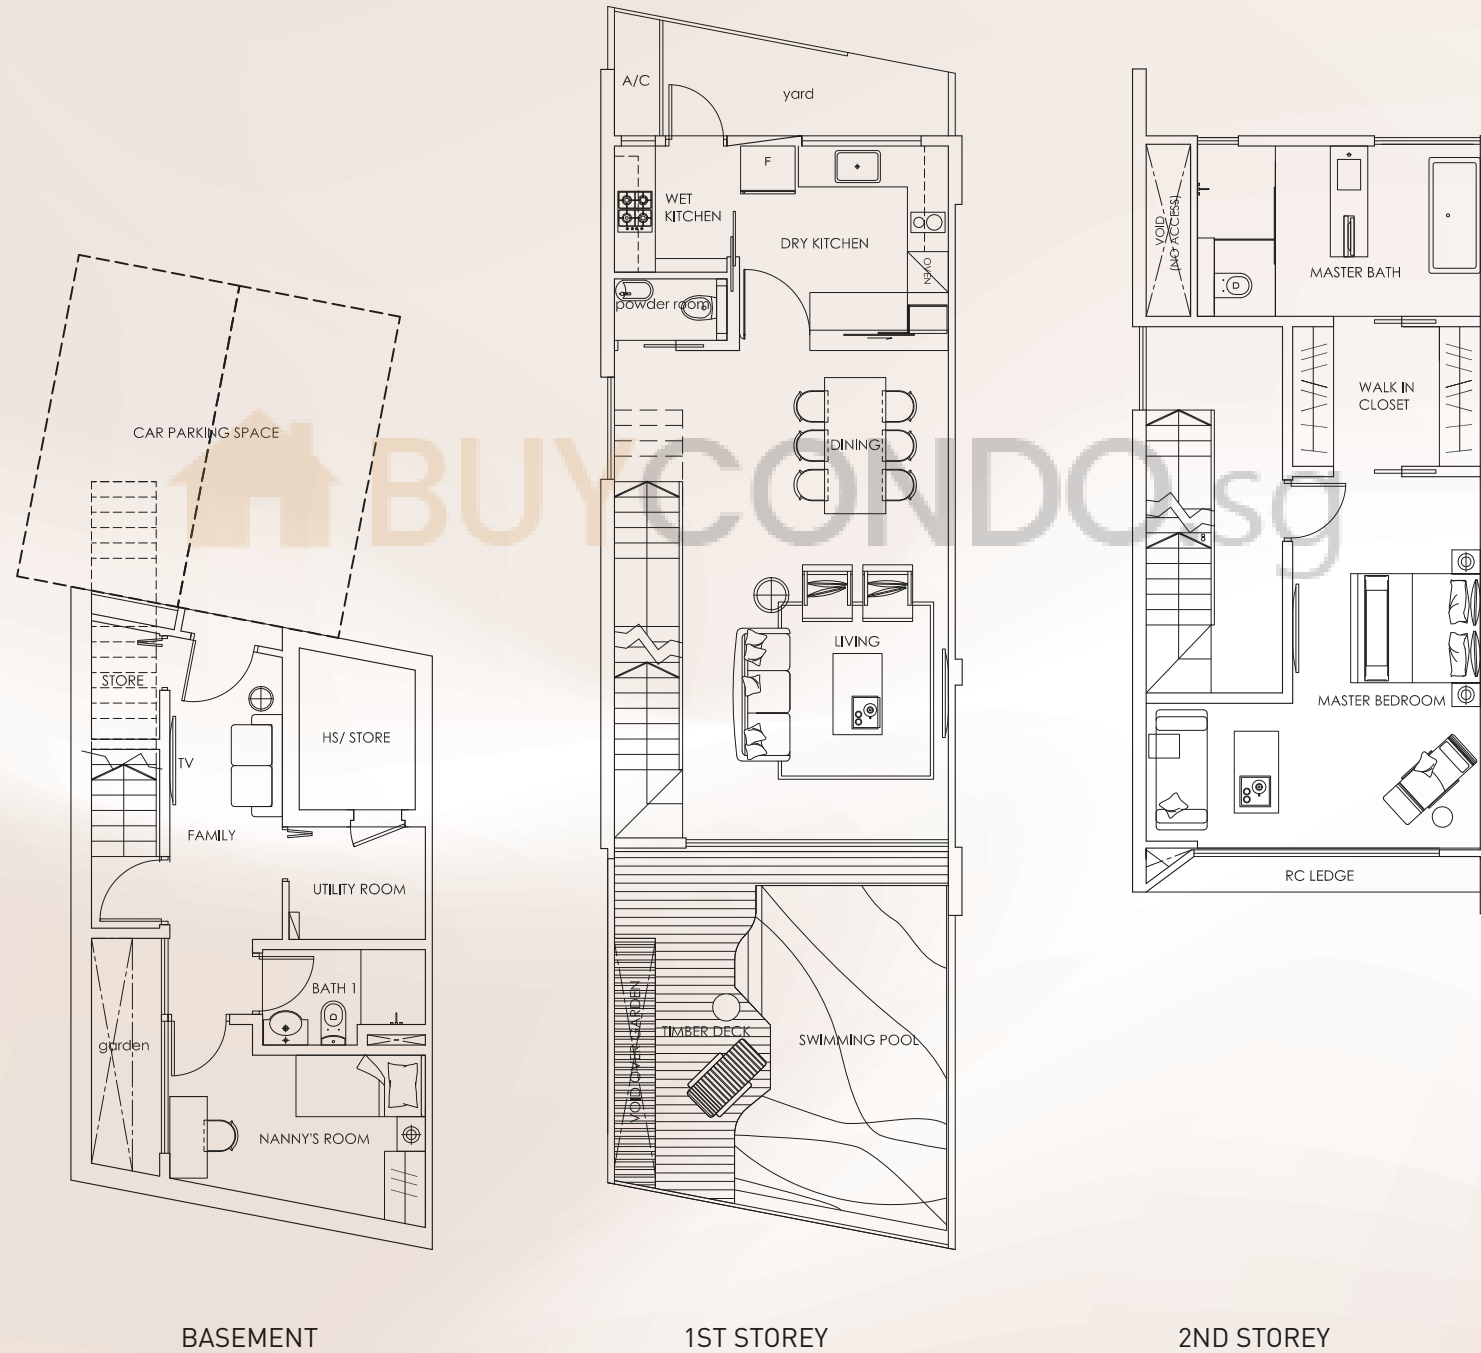 CAR PARKING SPACE
STORE
TV
HS/ STORE
FAMILY
UTILITY ROOM
BATH 1
garden
NANNY'S ROOM
BASEMENT
A/C
yard
F
WET
KITCHEN
DRY KITCHEN
OVEN
powder room
DINING
LIVING
VOID OVER GARDEN
TIMBER DECK
SWIMMING POOL
1ST STOREY
VOID
(NO ACCESS)
MASTER BATH
WALK IN
CLOSET
8
MASTER BEDROOM
RC LEDGE
2ND STOREY
BUYCONDO.sg